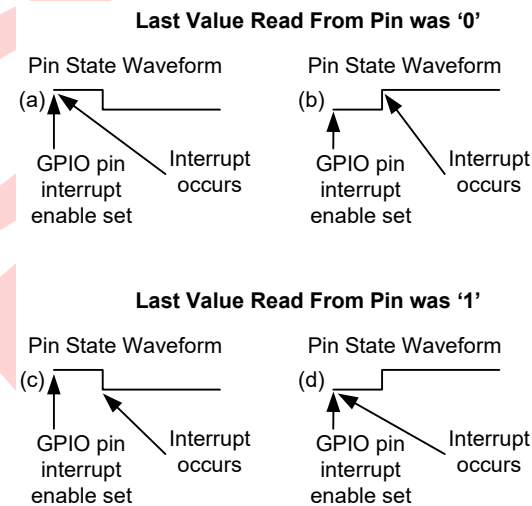 Last Value Read From Pin was ‘0’
Pin State Waveform
(a)
GPIO pin
interrupt
enable set
Interrupt
occurs
Pin State Waveform
(b)
GPIO pin
interrupt
enable set
Interrupt
occurs
Last Value Read From Pin was ‘1’
Pin State Waveform
(c)
GPIO pin
interrupt
enable set
Interrupt
occurs
Pin State Waveform
(d)
GPIO pin
interrupt
enable set
Interrupt
occurs